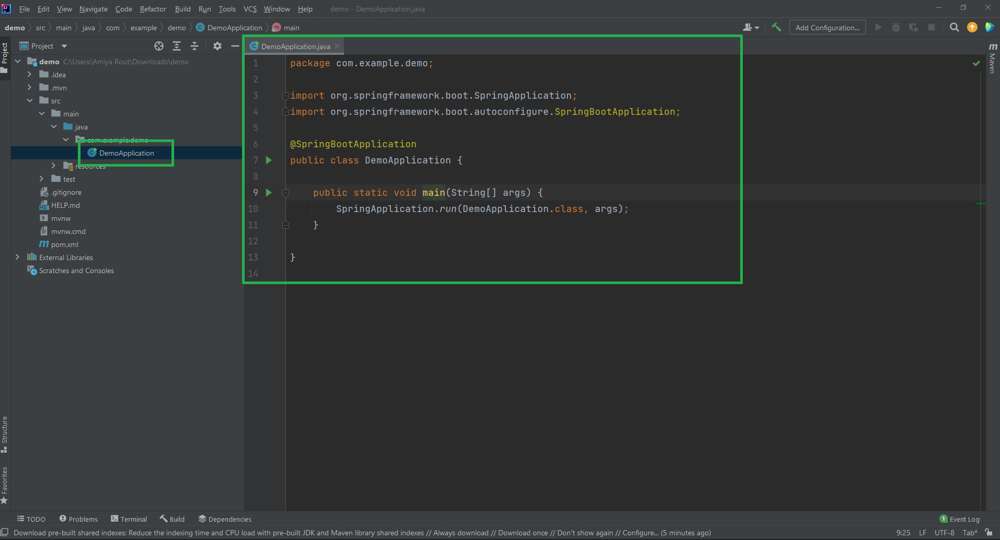 File Edit View Navigate Code Refactor Build Run Tools VCS Window Help demo - DemoApplication.java
demo src main java com example demo DemoApplication main Add Configuration...
Project
Project
DemoApplication.java
Maven
demo C:\Users\Amiya Rout\Downloads\demo
.idea
.mvn
src
main
java
com.example.demo
DemoApplication
resources
test
.gitignore
HELP.md
mvnw
mvnw.cmd
pom.xml
External Libraries
Scratches and Consoles
1 package com.example.demo;
2
3 import org.springframework.boot.SpringApplication;
4 import org.springframework.boot.autoconfigure.SpringBootApplication;
5
6 @SpringBootApplication
7 public class DemoApplication {
8
9 public static void main(String[] args) {
10 SpringApplication.run(DemoApplication.class, args);
11 }
12
13 }
14
Structure
Favorites
TODO Problems Terminal Build Dependencies 1 Event Log
Download pre-built shared indexes: Reduce the indexing time and CPU load with pre-built JDK and Maven library shared indexes // Always download // Download once // Don't show again // Configure... (5 minutes ago) 9:25 LF UTF-8 Tab*